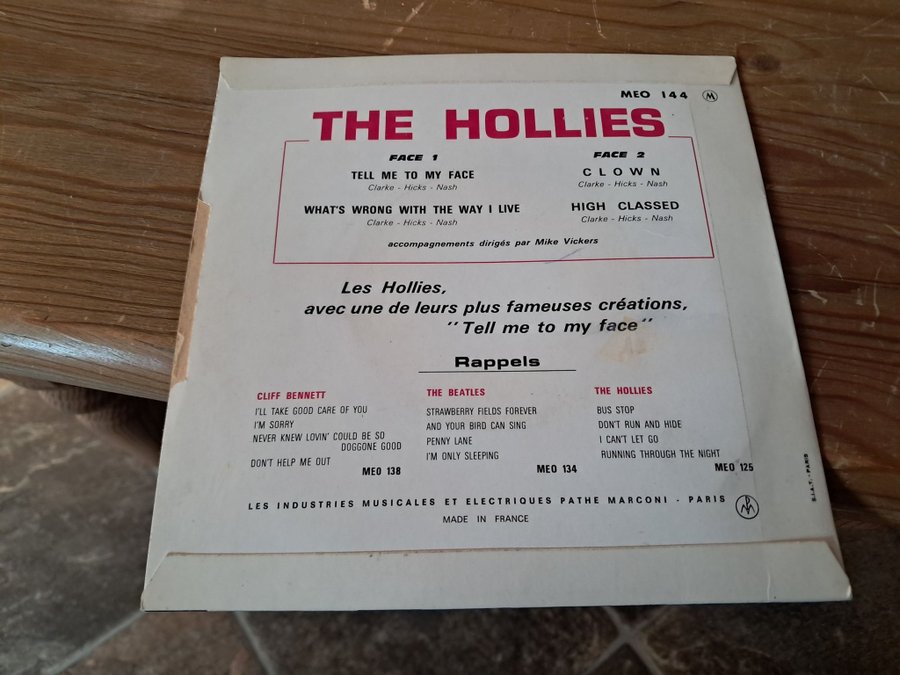 MEO 144 M
THE HOLLIES
FACE 1
TELL ME TO MY FACE
Clarke - Hicks - Nash
WHAT'S WRONG WITH THE WAY I LIVE
Clarke - Hicks - Nash
FACE 2
CLOWN
Clarke - Hicks - Nash
HIGH CLASSED
Clarke - Hicks - Nash
accompagnements dirigés par Mike Vickers
Les Hollies,
avec une de leurs plus fameuses créations,
"Tell me to my face"
Rappels
CLIFF BENNETT
I'LL TAKE GOOD CARE OF YOU
I'M SORRY
NEVER KNEW LOVIN' COULD BE SO
DOGGONE GOOD
DON'T HELP ME OUT
MEO 138
THE BEATLES
STRAWBERRY FIELDS FOREVER
AND YOUR BIRD CAN SING
PENNY LANE
I'M ONLY SLEEPING
MEO 134
THE HOLLIES
BUS STOP
DON'T RUN AND HIDE
I CAN'T LET GO
RUNNING THROUGH THE NIGHT
MEO 125
LES INDUSTRIES MUSICALES ET ELECTRIQUES PATHE MARCONI - PARIS
MADE IN FRANCE
S.I.A.T. - PARIS